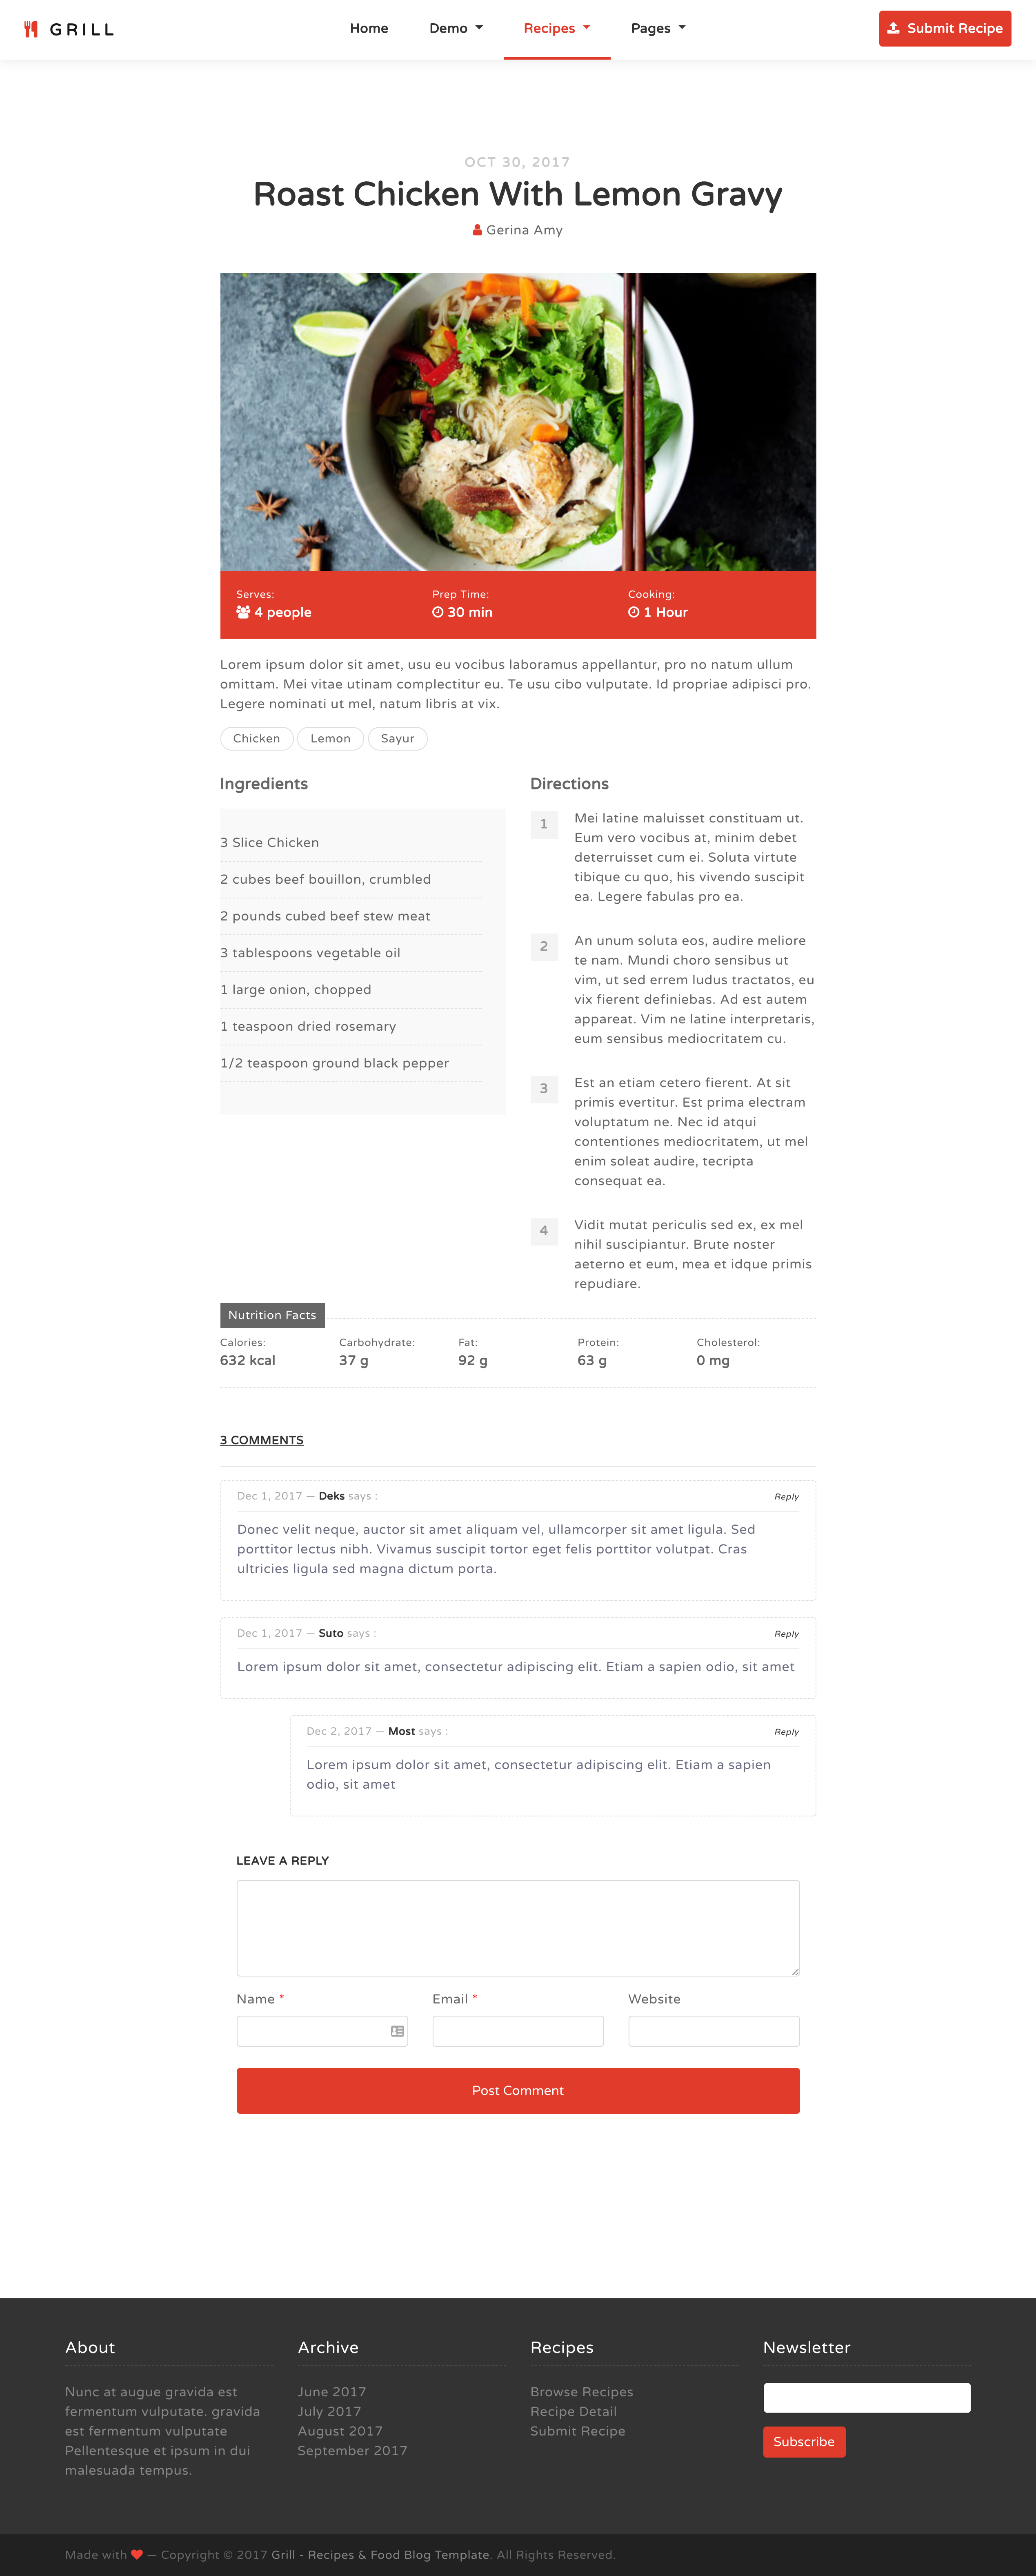 GRILL
Home
Demo
Recipes
Pages
Submit Recipe
OCT 30, 2017
Roast Chicken With Lemon Gravy
Gerina Amy
Serves:
4 people
Prep Time:
30 min
Cooking:
1 Hour
Lorem ipsum dolor sit amet, usu eu vocibus laboramus appellantur, pro no natum ullum
omittam. Mei vitae utinam complectitur eu. Te usu cibo vulputate. Id propriae adipisci pro.
Legere nominati ut mel, natum libris at vix.
Chicken
Lemon
Sayur
Ingredients
3 Slice Chicken
2 cubes beef bouillon, crumbled
2 pounds cubed beef stew meat
3 tablespoons vegetable oil
1 large onion, chopped
1 teaspoon dried rosemary
1/2 teaspoon ground black pepper
Directions
1
Mei latine maluisset constituam ut.
Eum vero vocibus at, minim debet
deterruisset cum ei. Soluta virtute
tibique cu quo, his vivendo suscipit
ea. Legere fabulas pro ea.
2
An unum soluta eos, audire meliore
te nam. Mundi choro sensibus ut
vim, ut sed errem ludus tractatos, eu
vix fierent definiebas. Ad est autem
appareat. Vim ne latine interpretaris,
eum sensibus mediocritatem cu.
3
Est an etiam cetero fierent. At sit
primis evertitur. Est prima electram
voluptatum ne. Nec id atqui
contentiones mediocritatem, ut mel
enim soleat audire, tecripta
consequat ea.
4
Vidit mutat periculis sed ex, ex mel
nihil suscipiantur. Brute noster
aeterno et eum, mea et idque primis
repudiare.
Nutrition Facts
Calories:
632 kcal
Carbohydrate:
37 g
Fat:
92 g
Protein:
63 g
Cholesterol:
0 mg
3 COMMENTS
Dec 1, 2017 — Deks says :
Reply
Donec velit neque, auctor sit amet aliquam vel, ullamcorper sit amet ligula. Sed
porttitor lectus nibh. Vivamus suscipit tortor eget felis porttitor volutpat. Cras
ultricies ligula sed magna dictum porta.
Dec 1, 2017 — Suto says :
Reply
Lorem ipsum dolor sit amet, consectetur adipiscing elit. Etiam a sapien odio, sit amet
Dec 2, 2017 — Most says :
Reply
Lorem ipsum dolor sit amet, consectetur adipiscing elit. Etiam a sapien
odio, sit amet
LEAVE A REPLY
Name *
Email *
Website
Post Comment
About
Nunc at augue gravida est
fermentum vulputate. gravida
est fermentum vulputate
Pellentesque et ipsum in dui
malesuada tempus.
Archive
June 2017
July 2017
August 2017
September 2017
Recipes
Browse Recipes
Recipe Detail
Submit Recipe
Newsletter
Subscribe
Made with — Copyright © 2017 Grill - Recipes & Food Blog Template. All Rights Reserved.